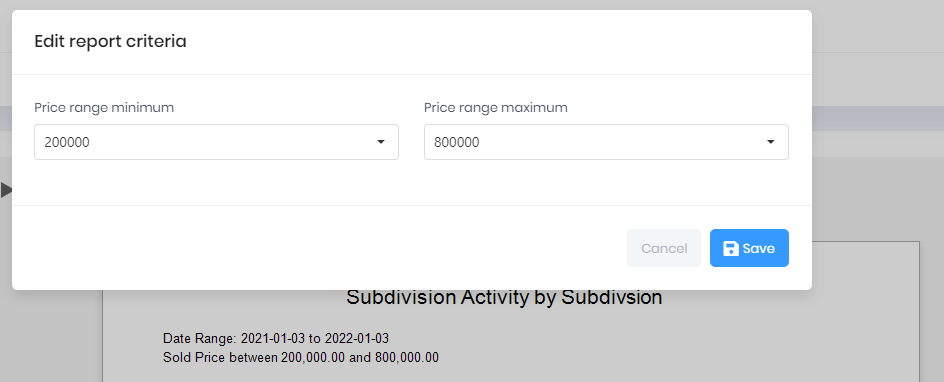 Edit report criteria
Price range minimum
Price range maximum
200000
800000
Cancel
Save
Subdivision Activity by Subdivsion
Date Range: 2021-01-03 to 2022-01-03
Sold Price between 200,000.00 and 800,000.00